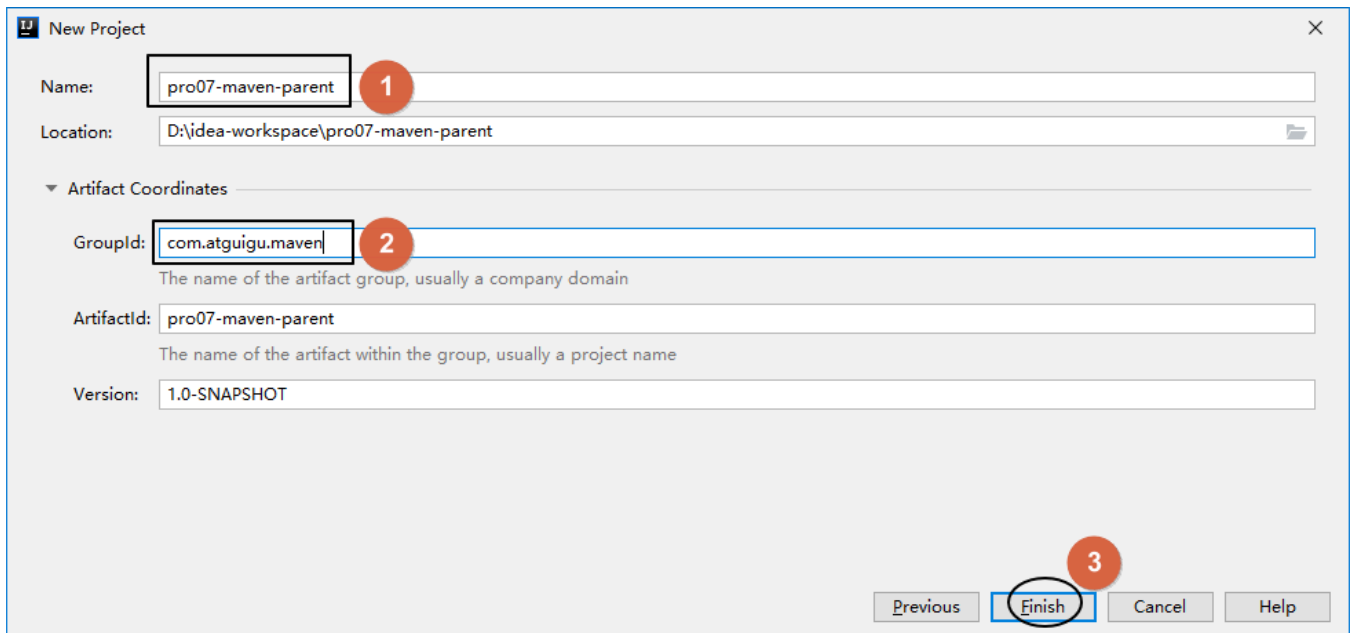 New Project
Name: pro07-maven-parent 1
Location: D:\idea-workspace\pro07-maven-parent
Artifact Coordinates
GroupId: com.atguigu.maven 2
The name of the artifact group, usually a company domain
ArtifactId: pro07-maven-parent
The name of the artifact within the group, usually a project name
Version: 1.0-SNAPSHOT
3
Previous Finish Cancel Help